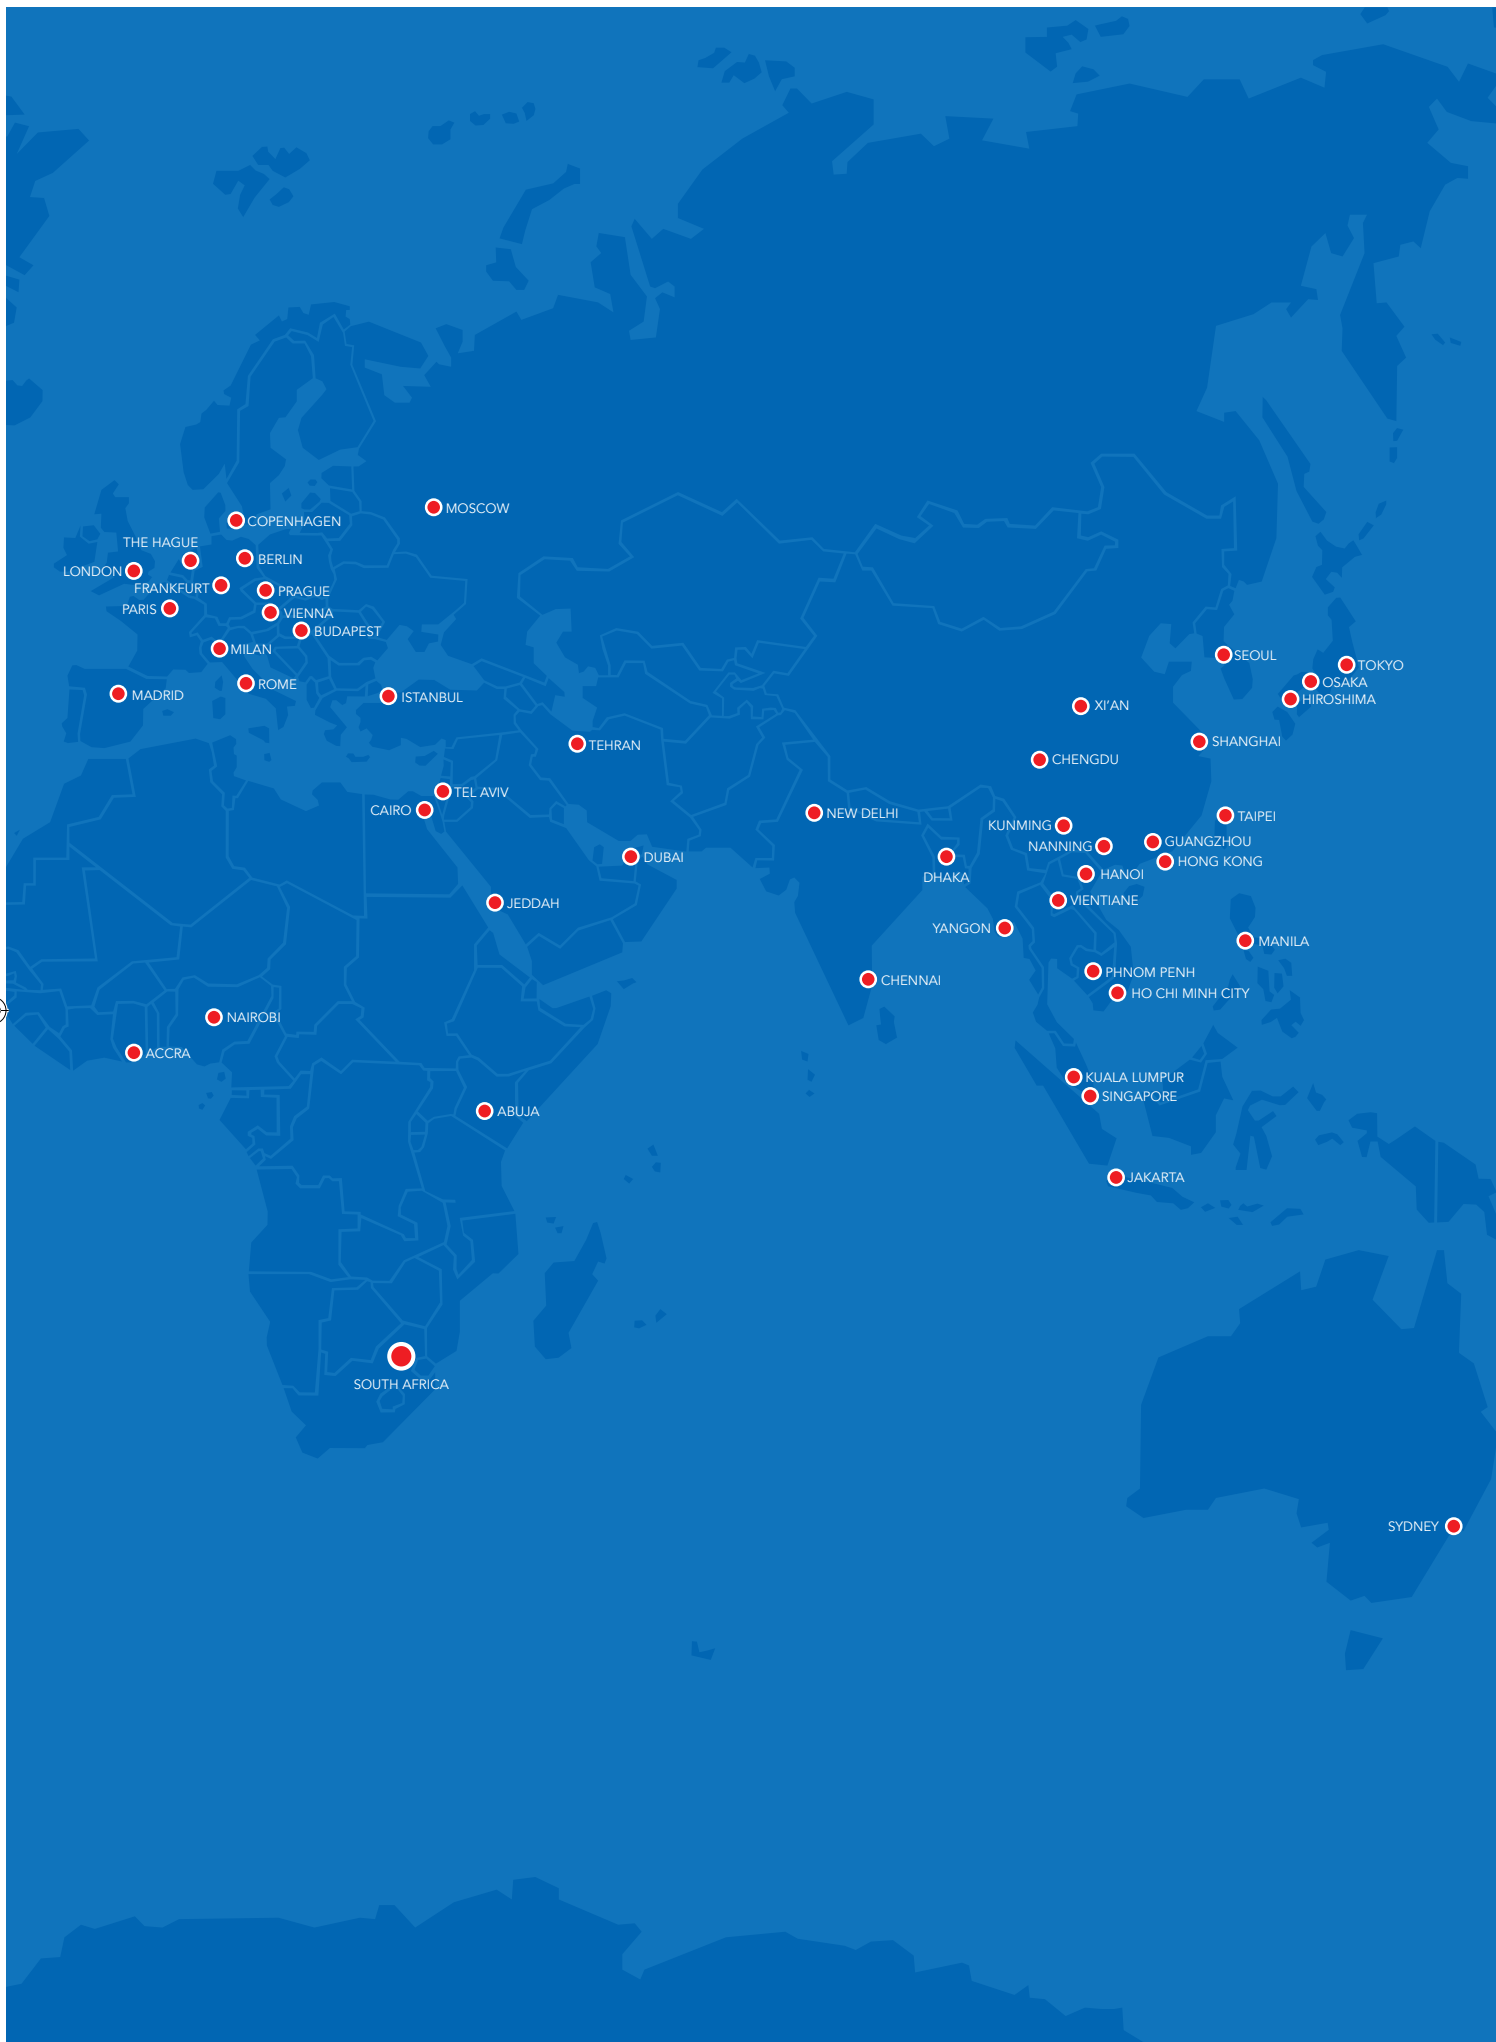 MOSCOW
COPENHAGEN
THE HAGUE
BERLIN
LONDON
FRANKFURT
PRAGUE
PARIS
VIENNA
BUDAPEST
MILAN
SEOUL
TOKYO
OSAKA
ROME
MADRID
ISTANBUL
HIROSHIMA
XI'AN
SHANGHAI
TEHRAN
CHENGDU
TEL AVIV
CAIRO
NEW DELHI
TAIPEI
KUNMING
GUANGZHOU
NANNING
DUBAI
HONG KONG
DHAKA
HANOI
VIENTIANE
JEDDAH
YANGON
MANILA
PHNOM PENH
CHENNAI
HO CHI MINH CITY
NAIROBI
ACCRA
KUALA LUMPUR
SINGAPORE
ABUJA
JAKARTA
SOUTH AFRICA
SYDNEY